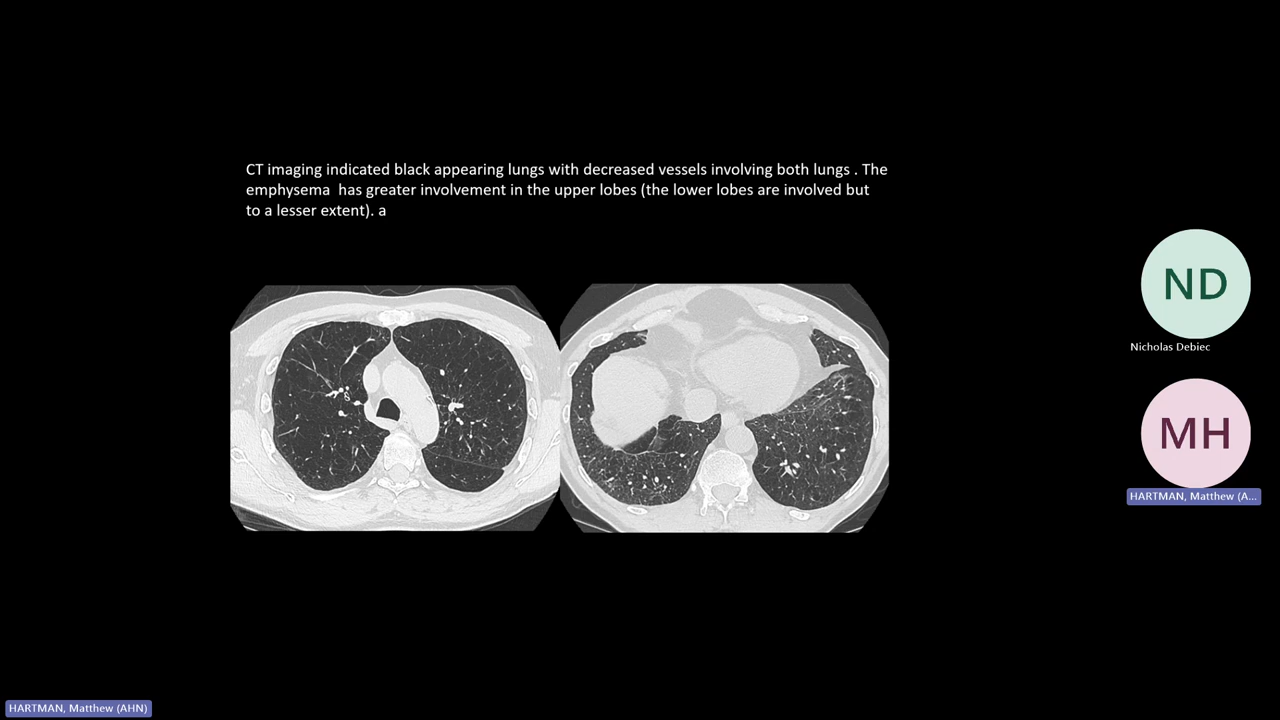 CT imaging indicated black appearing lungs with decreased vessels involving both lungs . The
emphysema  has greater involvement in the upper lobes (the lower lobes are involved but
to a lesser extent). a
ND
Nicholas Debiec
MH
HARTMAN, Matthew (A...
HARTMAN, Matthew (AHN)